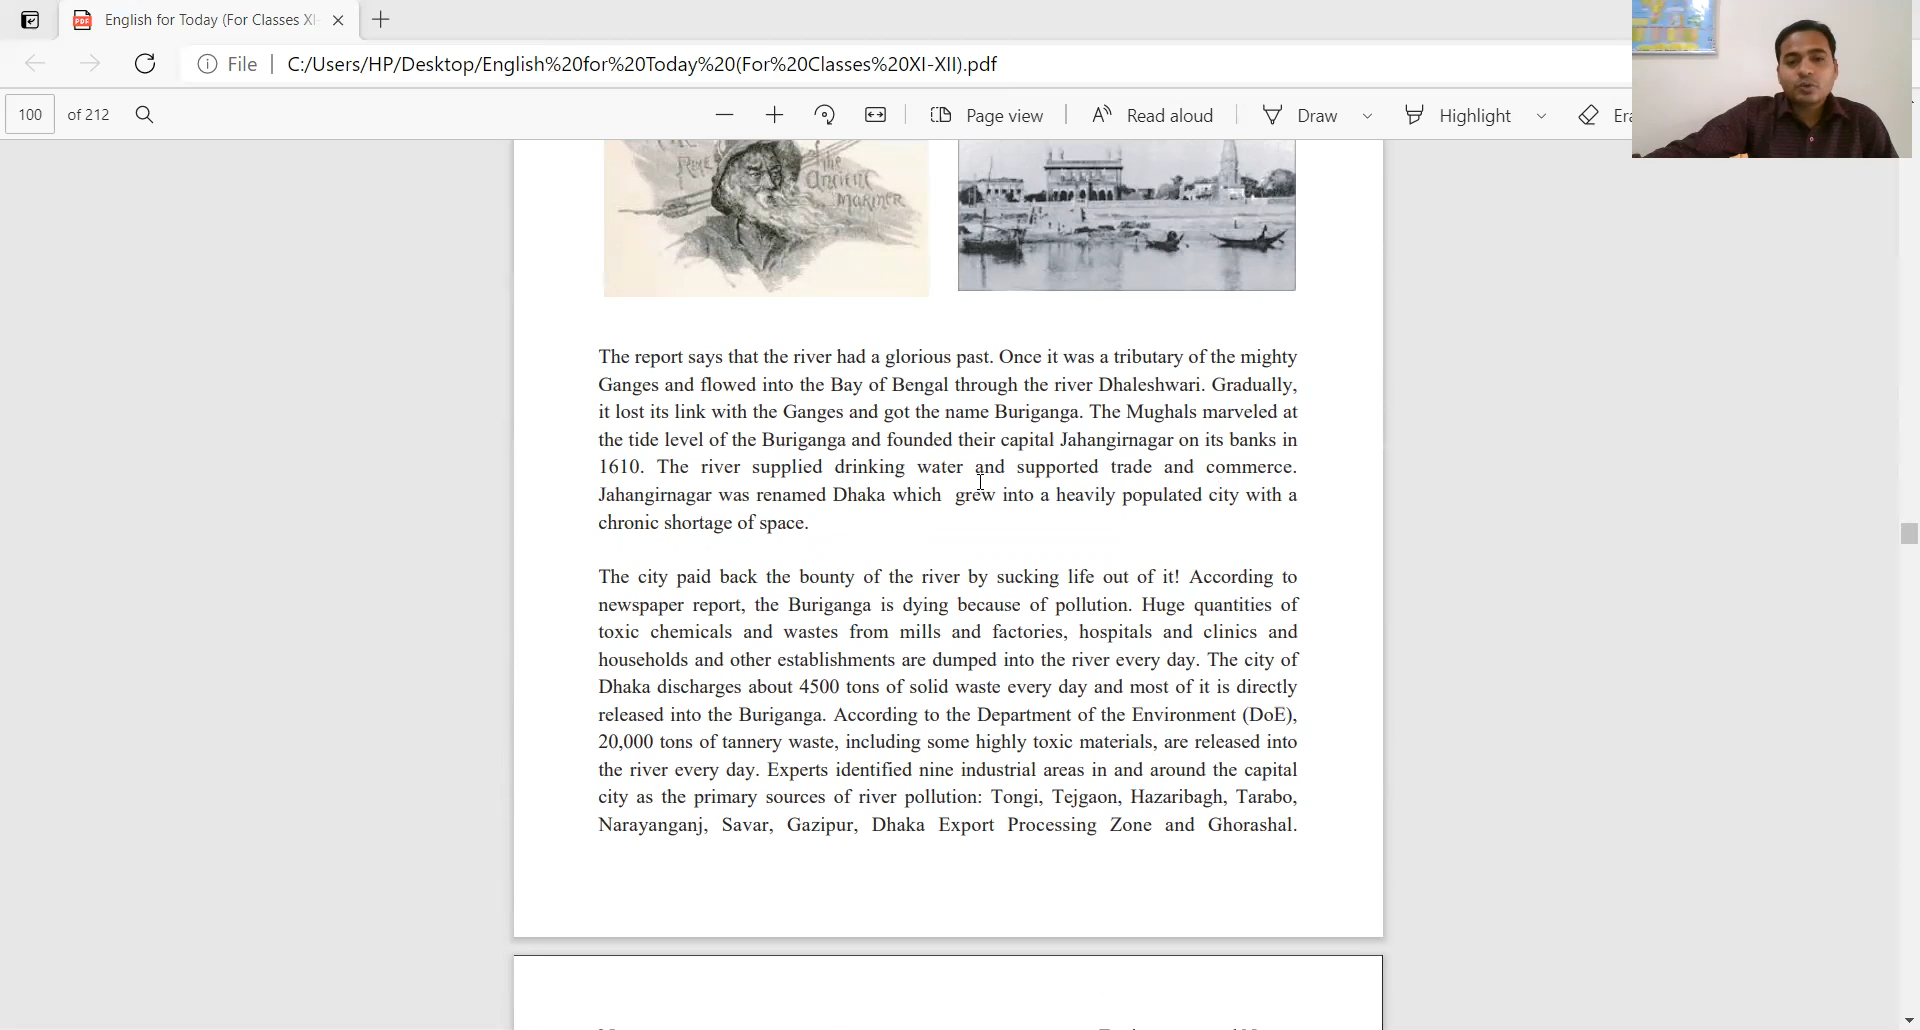 English for Today (For Classes XI-
File
C:/Users/HP/Desktop/English%20for%20Today%20(For%20Classes%20XI-XII).pdf
100 of 212
Page view
Read aloud
Draw
Highlight
Era
of the
Ancient
Mariner
The report says that the river had a glorious past. Once it was a tributary of the mighty
Ganges and flowed into the Bay of Bengal through the river Dhaleshwari. Gradually,
it lost its link with the Ganges and got the name Buriganga. The Mughals marveled at
the tide level of the Buriganga and founded their capital Jahangirnagar on its banks in
1610. The river supplied drinking water and supported trade and commerce.
Jahangirnagar was renamed Dhaka which grew into a heavily populated city with a
chronic shortage of space.
The city paid back the bounty of the river by sucking life out of it! According to
newspaper report, the Buriganga is dying because of pollution. Huge quantities of
toxic chemicals and wastes from mills and factories, hospitals and clinics and
households and other establishments are dumped into the river every day. The city of
Dhaka discharges about 4500 tons of solid waste every day and most of it is directly
released into the Buriganga. According to the Department of the Environment (DoE),
20,000 tons of tannery waste, including some highly toxic materials, are released into
the river every day. Experts identified nine industrial areas in and around the capital
city as the primary sources of river pollution: Tongi, Tejgaon, Hazaribagh, Tarabo,
Narayanganj, Savar, Gazipur, Dhaka Export Processing Zone and Ghorashal.